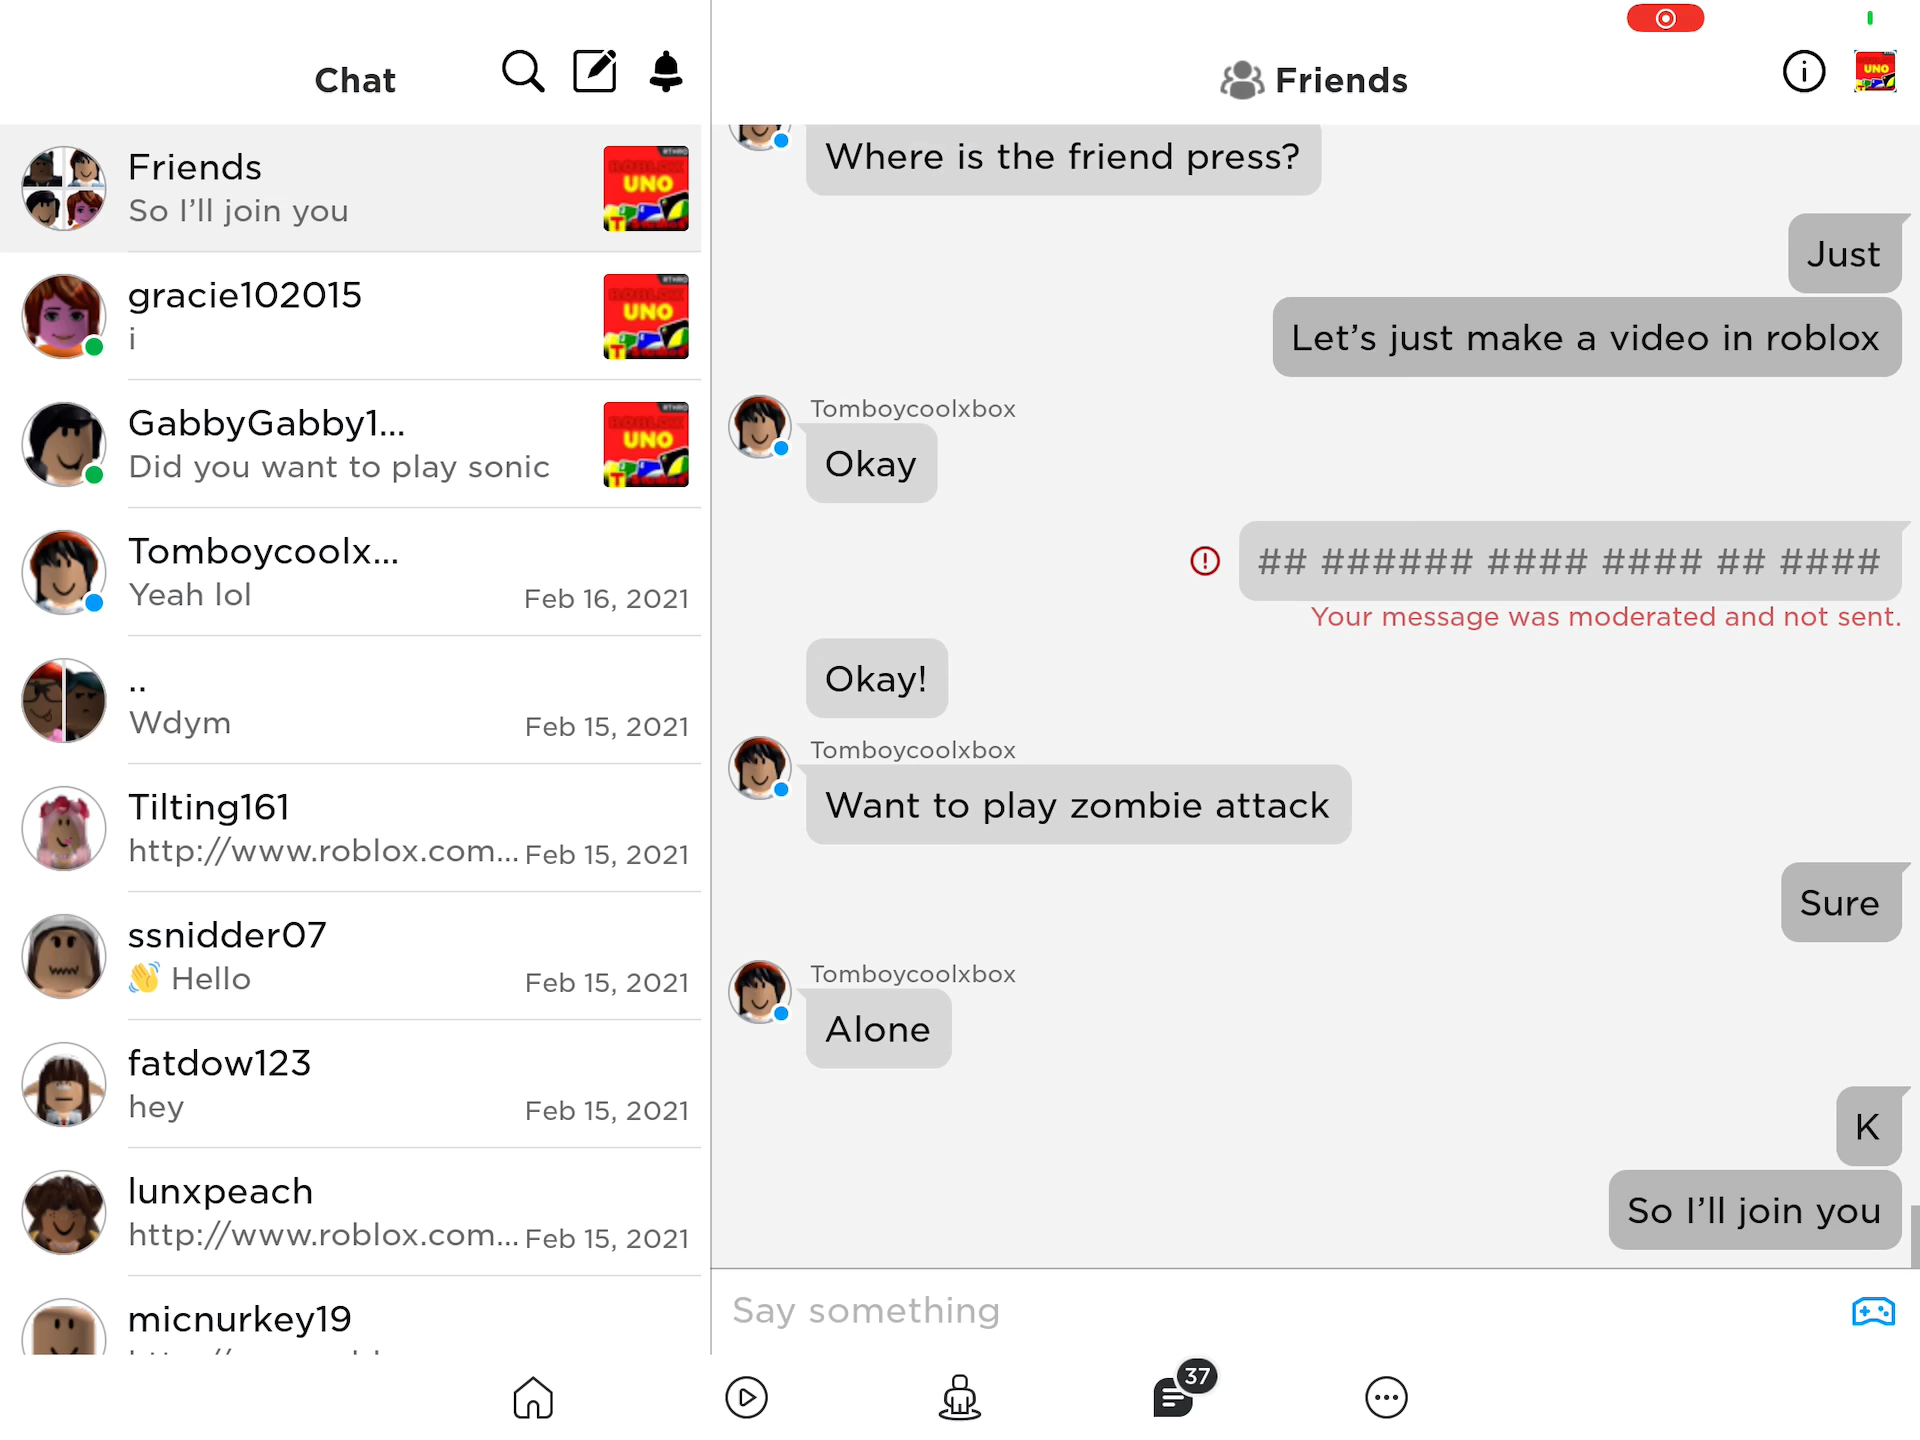 Chat
Friends
So I'll join you
UNO
gracie102015
i
UNO
GabbyGabby1...
Did you want to play sonic
UNO
Tomboycoolx...
Yeah lol
Feb 16, 2021
..
Wdym
Feb 15, 2021
Tilting161
http://www.roblox.com...
Feb 15, 2021
ssnidder07
👋 Hello
Feb 15, 2021
fatdow123
hey
Feb 15, 2021
lunxpeach
http://www.roblox.com...
Feb 15, 2021
micnurkey19
Friends
UNO
Where is the friend press?
Just
Let's just make a video in roblox
Tomboycoolxbox
Okay
## ###### #### #### ## ####
Your message was moderated and not sent.
Okay!
Tomboycoolxbox
Want to play zombie attack
Sure
Tomboycoolxbox
Alone
K
So I'll join you
Say something
37